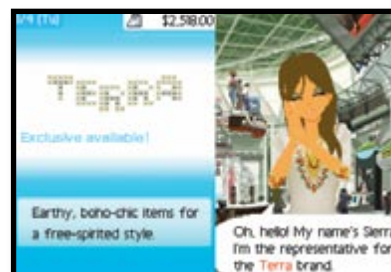 $2,518.00
TERRA
Exclusive available!
Earthy, boho-chic items for
a free-spirited style.
Oh, hello! My name's Sierra
I'm the representative for
the Terra brand.